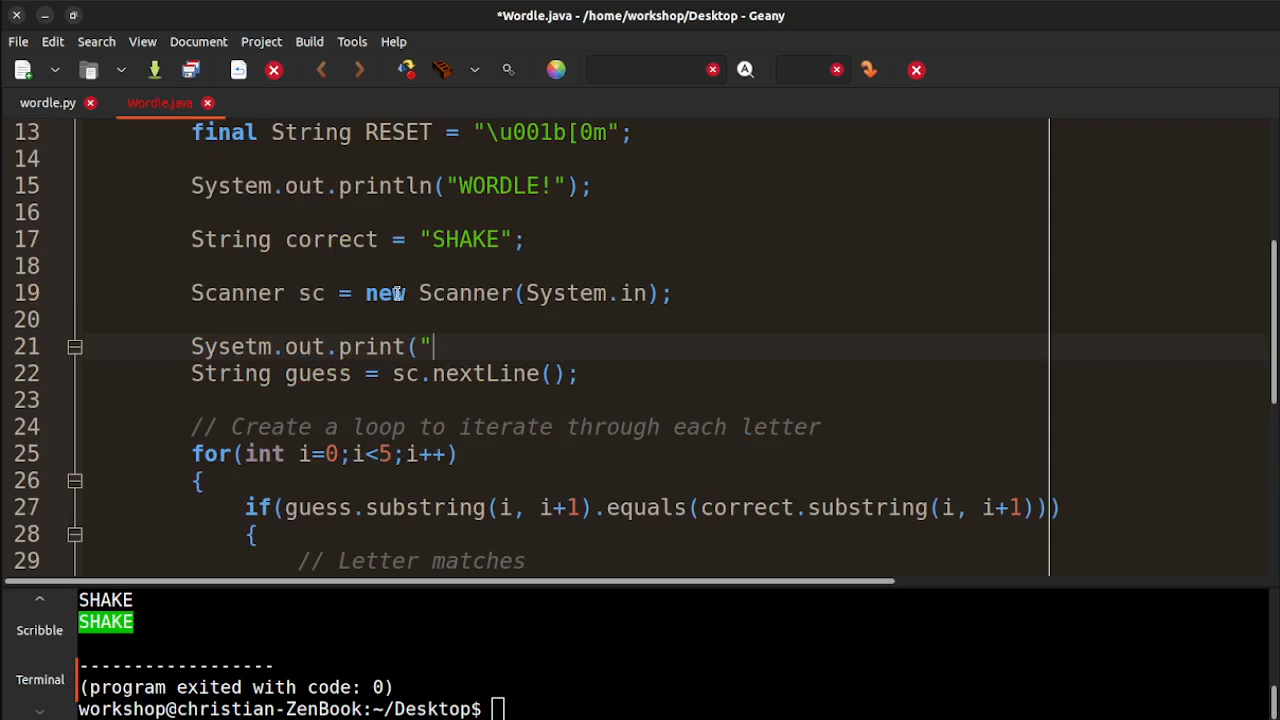 *Wordle.java - /home/workshop/Desktop - Geany
File Edit Search View Document Project Build Tools Help
wordle.py Wordle.java
13 final String RESET = "\u001b[0m";
14
15 System.out.println("WORDLE!");
16
17 String correct = "SHAKE";
18
19 Scanner sc = new Scanner(System.in);
20
21 Sysetm.out.print("
22 String guess = sc.nextLine();
23
24 // Create a loop to iterate through each letter
25 for(int i=0;i<5;i++)
26 {
27 if(guess.substring(i, i+1).equals(correct.substring(i, i+1)))
28 {
29 // Letter matches
SHAKE
Scribble SHAKE
------------------
Terminal (program exited with code: 0)
workshop@christian-ZenBook:~/Desktop$